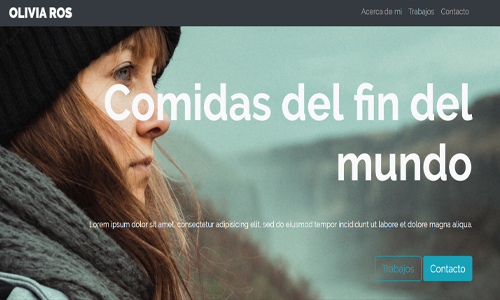 OLIVIA ROS
Acerca de mi Trabajos Contacto
Comidas del fin del
mundo
Lorem ipsum dolor sit amet, consectetur adipisicing elit, sed do eiusmod tempor incididunt ut labore et dolore magna aliqua.
Trabajos Contacto